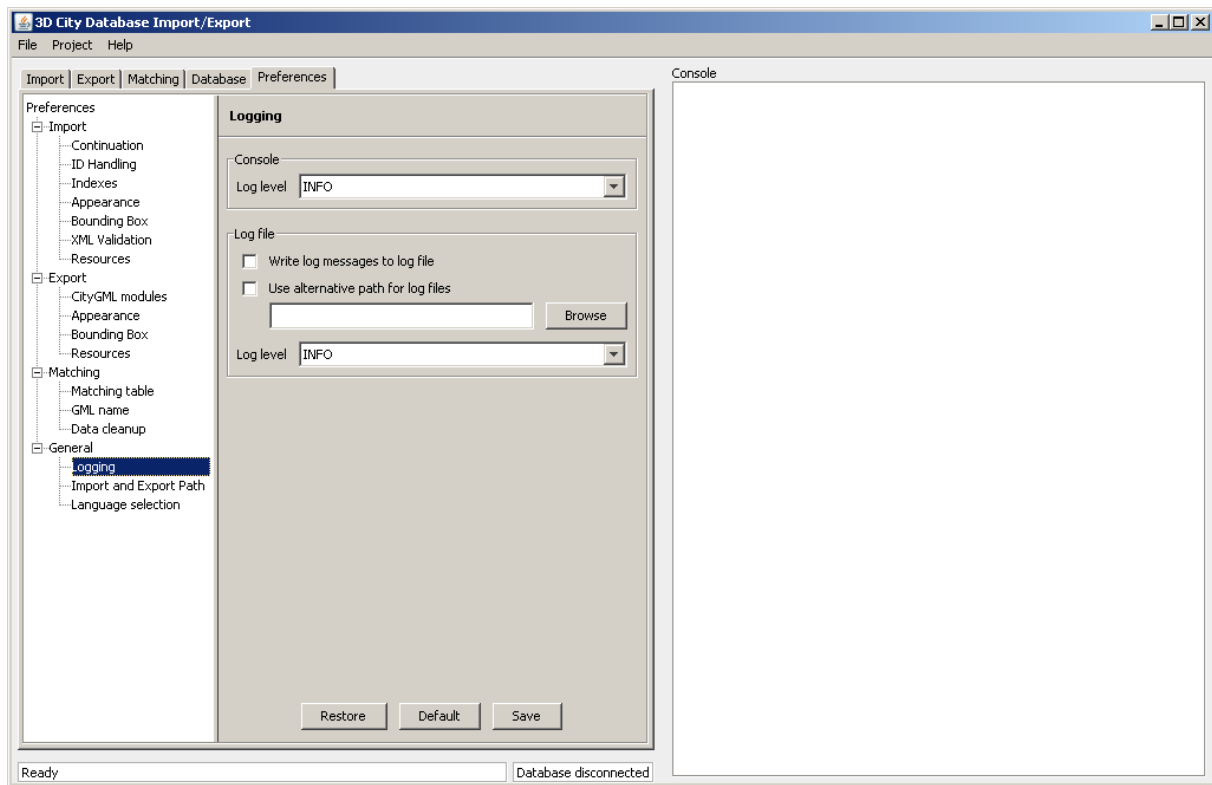 3D City Database Import/Export
File Project Help
Import Export Matching Database Preferences
Preferences
Import
Continuation
ID Handling
Indexes
Appearance
Bounding Box
XML Validation
Resources
Export
CityGML modules
Appearance
Bounding Box
Resources
Matching
Matching table
GML name
Data cleanup
General
Logging
Import and Export Path
Language selection
Logging
Console
Log level INFO
Log file
Write log messages to log file
Use alternative path for log files
Browse
Log level INFO
Restore Default Save
Console
Ready
Database disconnected